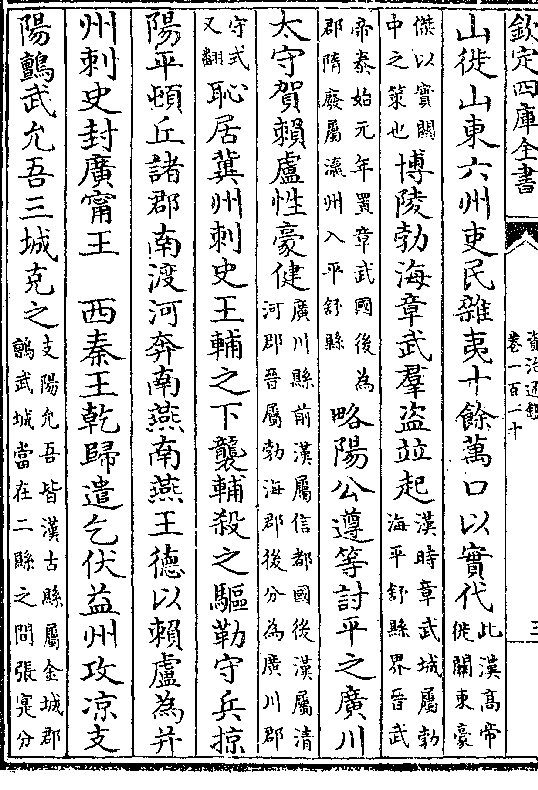 欽定四庫全書
資治通鑑
卷一百一十
三
山徙山東六州吏民雜夷十餘萬口以實代此漢高帝徙關東豪
傑以實關中之策也博陵勃海章武羣盜並起漢時章武城屬勃海平舒縣界晉武
帝泰始元年置章武國後為郡隋廢屬瀛州入平舒縣略陽公遵等討平之廣川
太守賀賴盧性豪健廣川縣前漢屬信都國後漢屬清河郡晉屬勃海郡後分為廣川郡
守式又翻恥居冀州刺史王輔之下襲輔殺之驅勒守兵掠
陽平頓丘諸郡南渡河奔南燕南燕王德以賴盧為并
州刺史封廣甯王　西秦王乾歸遣乞伏益州攻涼支
陽鸇武允吾三城克之支陽允吾皆漢古縣屬金城郡鸇武城當在二縣之間張寔分